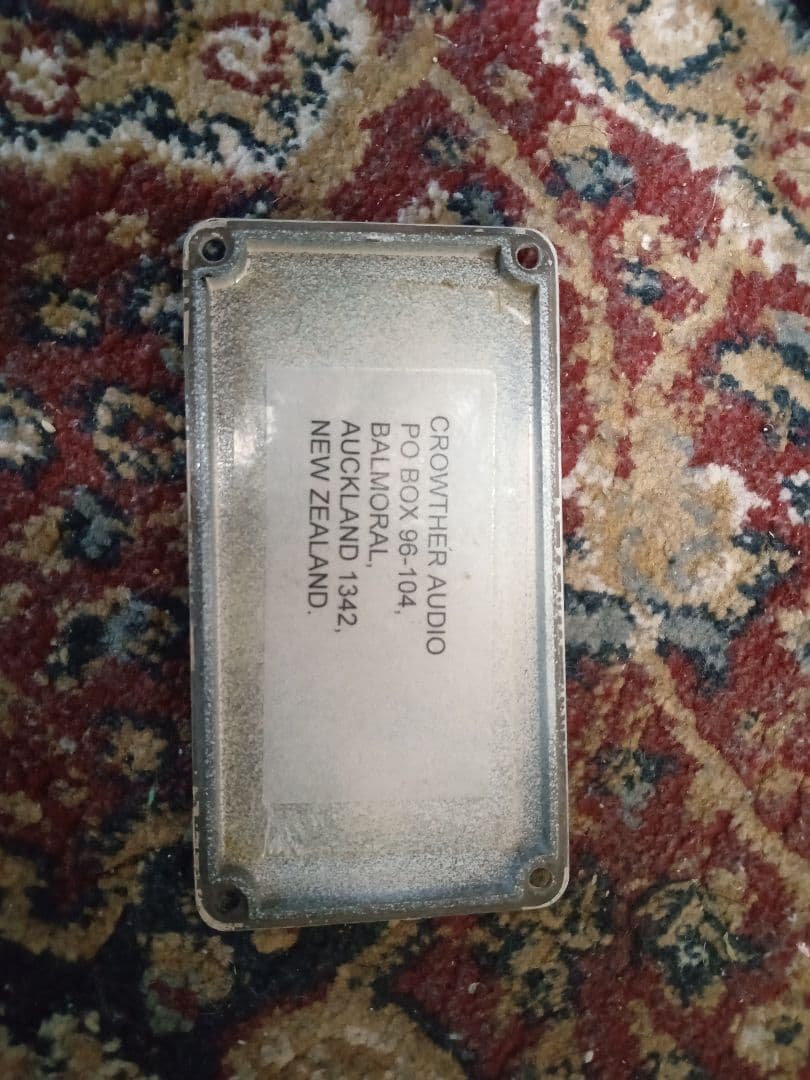 CROWTHER AUDIO
PO BOX 96-104,
BALMORAL,
AUCKLAND 1342,
NEW ZEALAND.